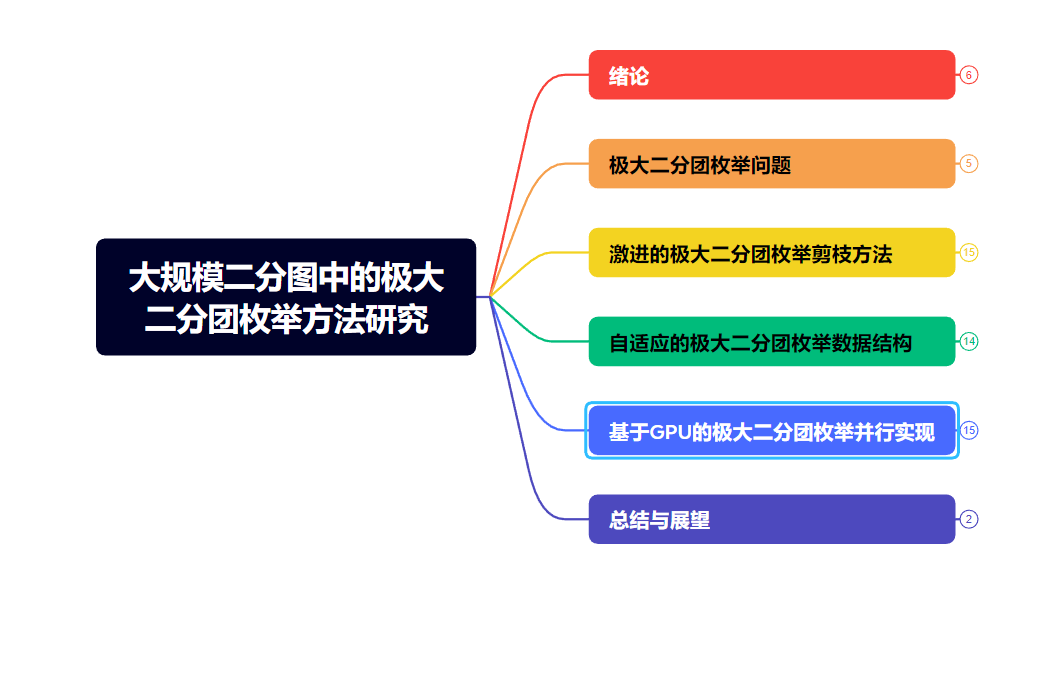 大规模二分图中的极大
二分团枚举方法研究
绪论
6
极大二分团枚举问题
5
激进的极大二分团枚举剪枝方法
15
自适应的极大二分团枚举数据结构
14
基于GPU的极大二分团枚举并行实现
15
总结与展望
2